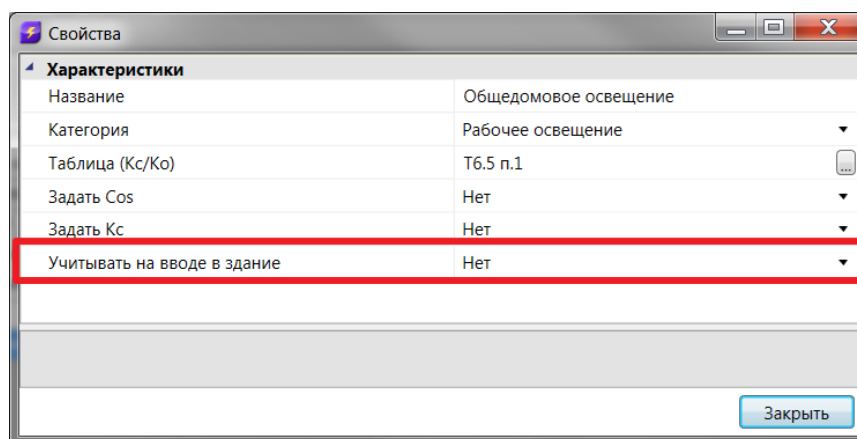 Свойства
Характеристики
Название Общедомовое освещение
Категория Рабочее освещение
Таблица (Кс/Ко) Т6.5 п.1
Задать Cos Нет
Задать Кс Нет
Учитывать на вводе в здание Нет
Закрыть